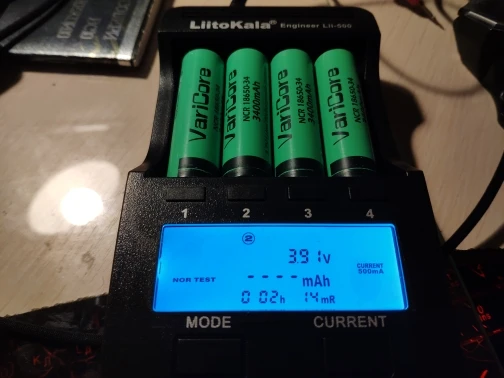 LiitoKala® Engineer Lii-500
VariCore
VariCore
NCR 18650-34
3400mAh
VariCore
NCR 18650-34
3400mAh
VariCore
1 2 3 4
2
3.91v
NOR TEST
---- mAh
CURRENT
500mA
0 02h 14mR
MODE CURRENT